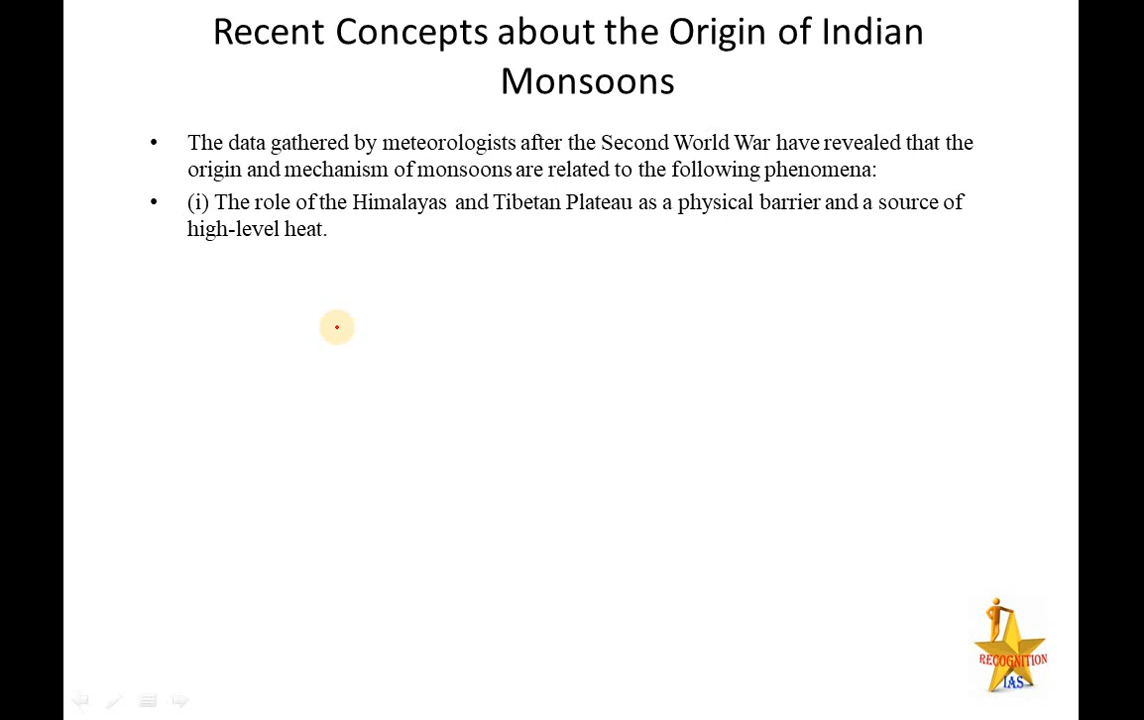 Recent Concepts about the Origin of Indian
Monsoons
• The data gathered by meteorologists after the Second World War have revealed that the
origin and mechanism of monsoons are related to the following phenomena:
• (i) The role of the Himalayas and Tibetan Plateau as a physical barrier and a source of
high-level heat.
RECOGNITION
IAS